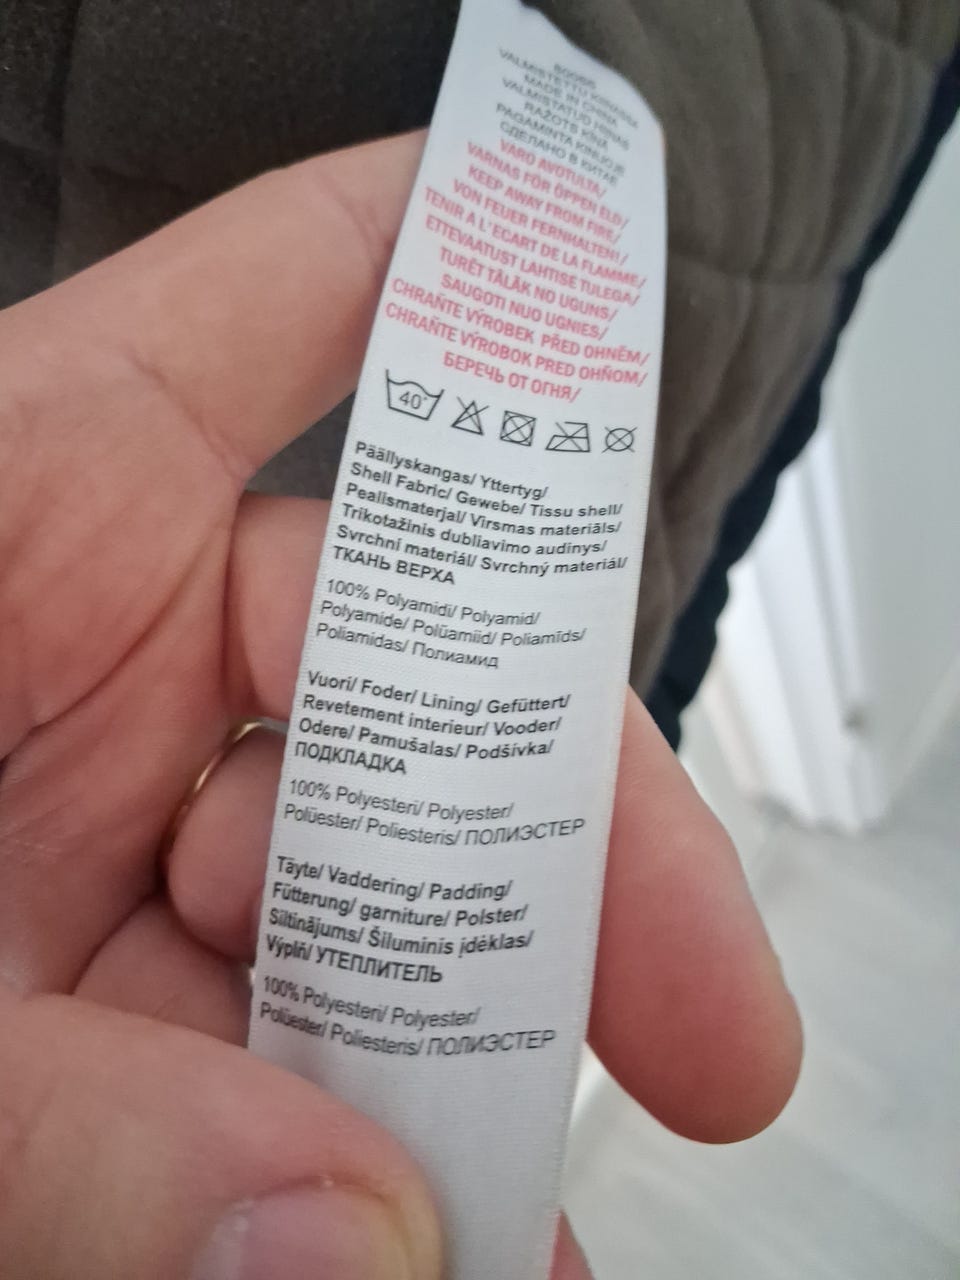 VALMISTETTU KIINASSA
MADE IN CHINA
VALMISTATUD HIINAS
RAŽOTS ĶĪNĀ
PAGAMINTA KINIJOJE
СДЕЛАНО В КИТАЕ
VARO AVOTULTA/
VARNAS FÖR ÖPPEN ELD/
KEEP AWAY FROM FIRE/
VON FEUER FERNHALTEN!/
TENIR A L'ECART DE LA FLAMME/
ETTEVAATUST LAHTISE TULEGA/
TURĒT TĀLĀK NO UGUNS/
SAUGOTI NUO UGNIES/
CHRAŇTE VÝROBEK PŘED OHNĚM/
CHRAŇTE VÝROBOK PRED OHŇOM/
БЕРЕЧЬ ОТ ОГНЯ/
40°
Päällyskangas/ Yttertyg/
Shell Fabric/ Gewebe/ Tissu shell/
Pealismaterjal/ Virsmas materiāls/
Trikotažinis dubliavimo audinys/
Svrchní materiál/ Svrchný materiál/
ТКАНЬ ВЕРХА
100% Polyamidi/ Polyamid/
Polyamide/ Polüamiid/ Poliamīds/
Poliamidas/ Полиамид
Vuori/ Foder/ Lining/ Gefüttert/
Revetement interieur/ Vooder/
Odere/ Pamušalas/ Podšívka/
ПОДКЛАДКА
100% Polyesteri/ Polyester/
Polüester/ Poliesteris/ ПОЛИЭСТЕР
Täyte/ Vaddering/ Padding/
Fütterung/ garniture/ Polster/
Siltinājums/ Šiluminis įdėklas/
Výplň/ УТЕПЛИТЕЛЬ
100% Polyesteri/ Polyester/
Polüester/ Poliesteris/ ПОЛИЭСТЕР